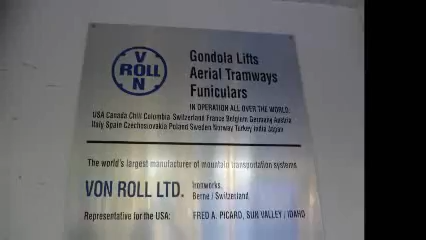 VON
ROLL
Gondola Lifts
Aerial Tramways
Funiculars
IN OPERATION ALL OVER THE WORLD:
USA Canada Chili Columbia Switzerland France Belgium Germany Austria
Italy Spain Czechoslovakia Poland Sweden Norway Turkey India Japan
The world's largest manufacturer of mountain transportation systems
VON ROLL LTD.
Ironworks,
Berne / Switzerland
Representative for the USA: FRED A. PICARD, SUN VALLEY / IDAHO